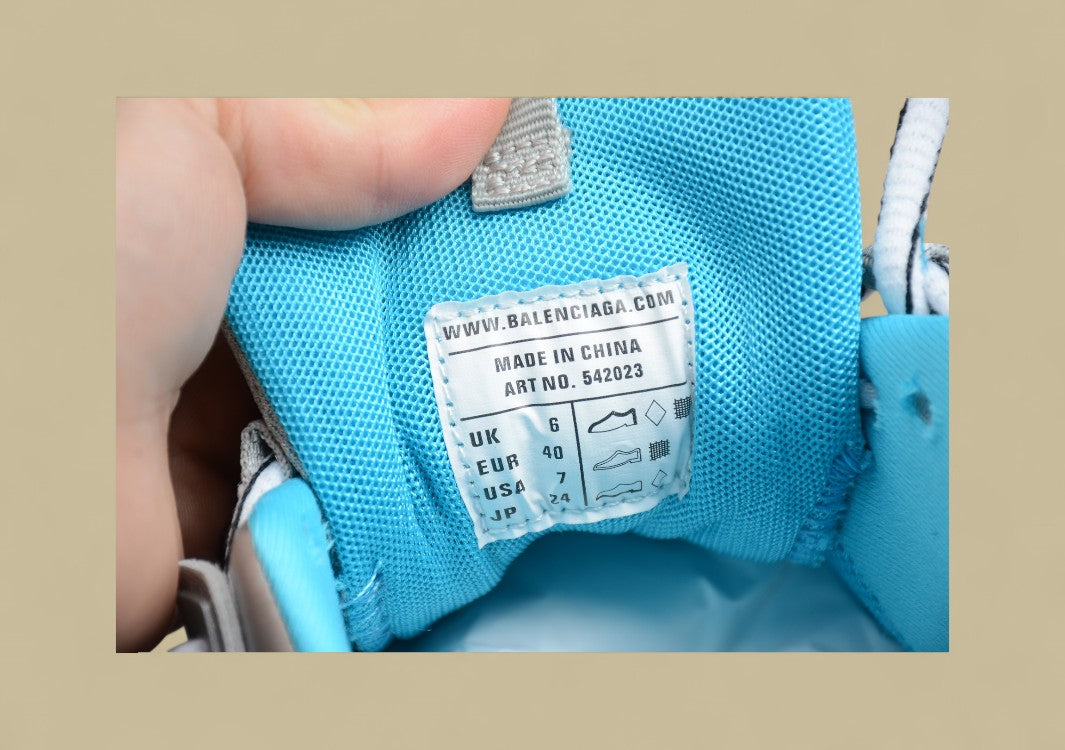 WWW.BALENCIAGA.COM
MADE IN CHINA
ART NO. 542023
UK 6
EUR 40
USA 7
JP 24